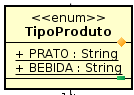 <<enum>>
TipoProduto
+ PRATO : String
+ BEBIDA : String